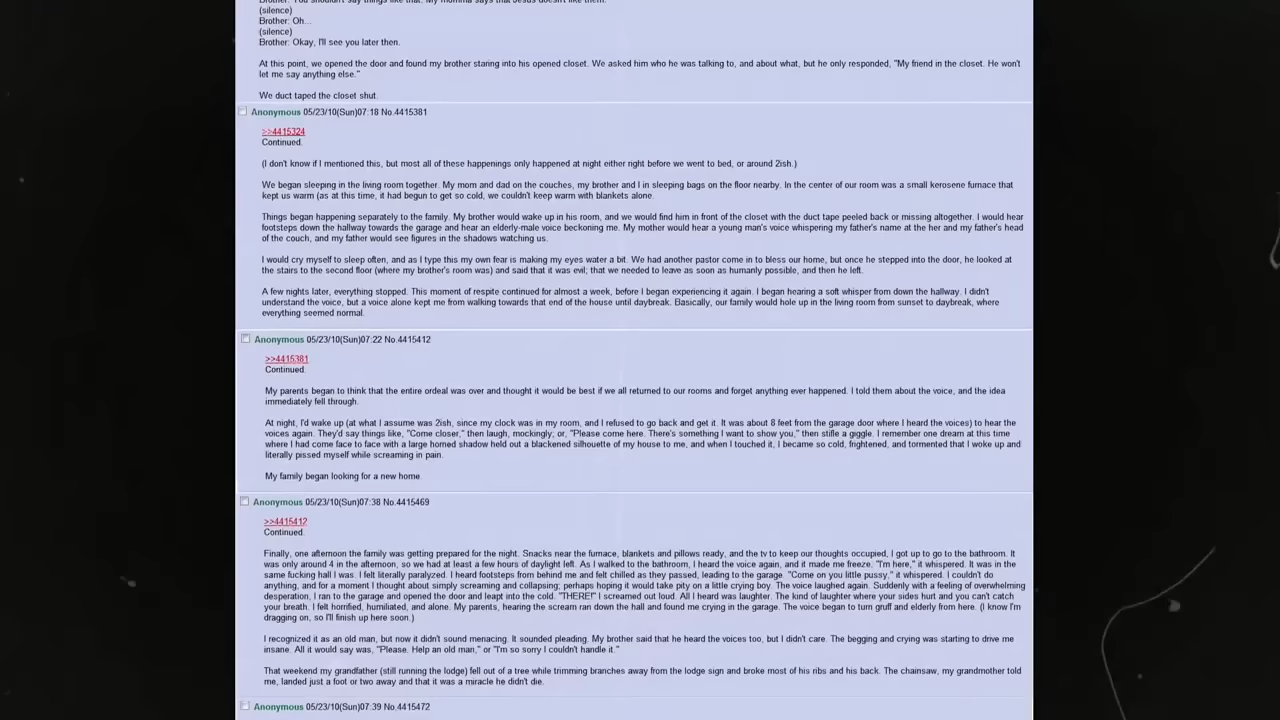 (silence)
Brother: Oh...
(silence)
Brother: Okay, I'll see you later then.
At this point, we opened the door and found my brother staring into his opened closet. We asked him who he was talking to, and about what, but he only responded, "My friend in the closet. He won't
let me say anything else."
We duct taped the closet shut.
Anonymous 05/23/10(Sun)07:18 No.4415381
>>4415324
Continued.
(I don't know if I mentioned this, but most all of these happenings only happened at night either right before we went to bed, or around 2ish.)
We began sleeping in the living room together. My mom and dad on the couches, my brother and I in sleeping bags on the floor nearby. In the center of our room was a small kerosene furnace that
kept us warm (as at this time, it had begun to get so cold, we couldn't keep warm with blankets alone.
Things began happening separately to the family. My brother would wake up in his room, and we would find him in front of the closet with the duct tape peeled back or missing altogether. I would hear
footsteps down the hallway towards the garage and hear an elderly-male voice beckoning me. My mother would hear a young man's voice whispering my father's name at the her and my father's head
of the couch, and my father would see figures in the shadows watching us.
I would cry myself to sleep often, and as I type this my own fear is making my eyes water a bit. We had another pastor come in to bless our home, but once he stepped into the door, he looked at
the stairs to the second floor (where my brother's room was) and said that it was evil; that we needed to leave as soon as humanly possible, and then he left.
A few nights later, everything stopped. This moment of respite continued for almost a week, before I began experiencing it again. I began hearing a soft whisper from down the hallway. I didn't
understand the voice, but a voice alone kept me from walking towards that end of the house until daybreak. Basically, our family would hole up in the living room from sunset to daybreak, where
everything seemed normal.
Anonymous 05/23/10(Sun)07:22 No.4415412
>>4415381
Continued.
My parents began to think that the entire ordeal was over and thought it would be best if we all returned to our rooms and forget anything ever happened. I told them about the voice, and the idea
immediately fell through.
At night, I'd wake up (at what I assume was 2ish, since my clock was in my room, and I refused to go back and get it. It was about 8 feet from the garage door where I heard the voices) to hear the
voices again. They'd say things like, "Come closer," then laugh, mockingly; or, "Please come here. There's something I want to show you," then stifle a giggle. I remember one dream at this time
where I had come face to face with a large horned shadow held out a blackened silhouette of my house to me, and when I touched it, I became so cold, frightened, and tormented that I woke up and
literally pissed myself while screaming in pain.
My family began looking for a new home.
Anonymous 05/23/10(Sun)07:38 No.4415469
>>4415412
Continued.
Finally, one afternoon the family was getting prepared for the night. Snacks near the furnace, blankets and pillows ready, and the tv to keep our thoughts occupied, I got up to go to the bathroom. It
was only around 4 in the afternoon, so we had at least a few hours of daylight left. As I walked to the bathroom, I heard the voice again, and it made me freeze. "I'm here," it whispered. It was in the
same fucking hall I was. I felt literally paralyzed. I heard footsteps from behind me and felt chilled as they passed, leading to the garage. "Come on you little pussy," it whispered. I couldn't do
anything, and for a moment I thought about simply screaming and collapsing; perhaps hoping it would take pity on a little crying boy. The voice laughed again. Suddenly with a feeling of overwhelming
desperation, I ran to the garage and opened the door and leapt into the cold. "THERE!" I screamed out loud. All I heard was laughter. The kind of laughter where your sides hurt and you can't catch
your breath. I felt horrified, humiliated, and alone. My parents, hearing the scream ran down the hall and found me crying in the garage. The voice began to turn gruff and elderly from here. (I know I'm
dragging on, so I'll finish up here soon.)
I recognized it as an old man, but now it didn't sound menacing. It sounded pleading. My brother said that he heard the voices too, but I didn't care. The begging and crying was starting to drive me
insane. All it would say was, "Please. Help an old man," or "I'm so sorry I couldn't handle it."
That weekend my grandfather (still running the lodge) fell out of a tree while trimming branches away from the lodge sign and broke most of his ribs and his back. The chainsaw, my grandmother told
me, landed just a foot or two away and that it was a miracle he didn't die.
Anonymous 05/23/10(Sun)07:39 No.4415472